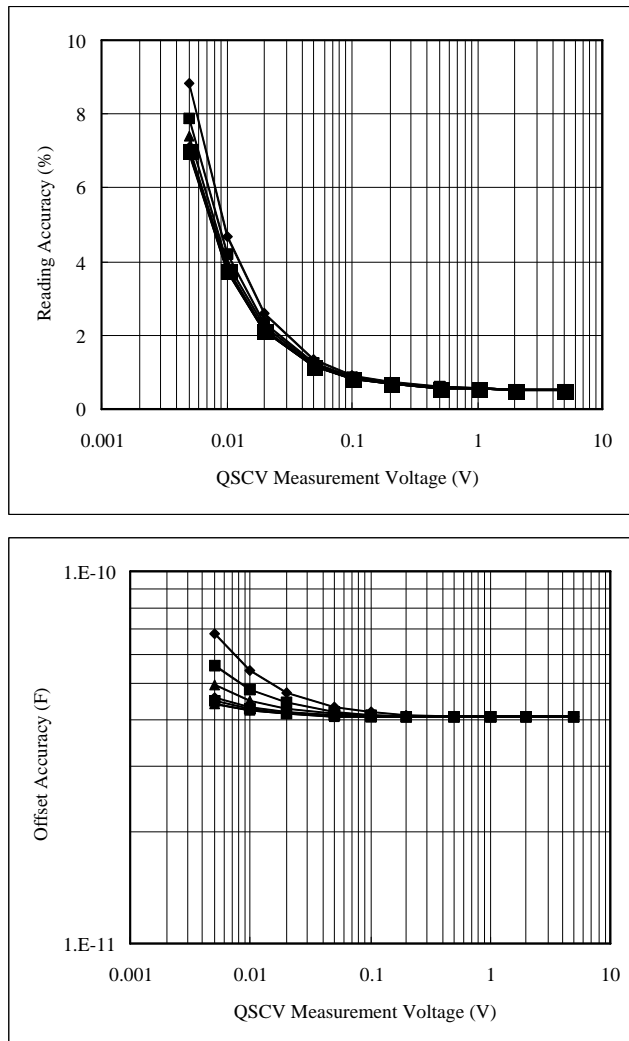 10
8
6
4
2
0
Reading Accuracy (%)
0.001 0.01 0.1 1 10
QSCV Measurement Voltage (V)
1.E-10
Offset Accuracy (F)
1.E-11
0.001 0.01 0.1 1 10
QSCV Measurement Voltage (V)